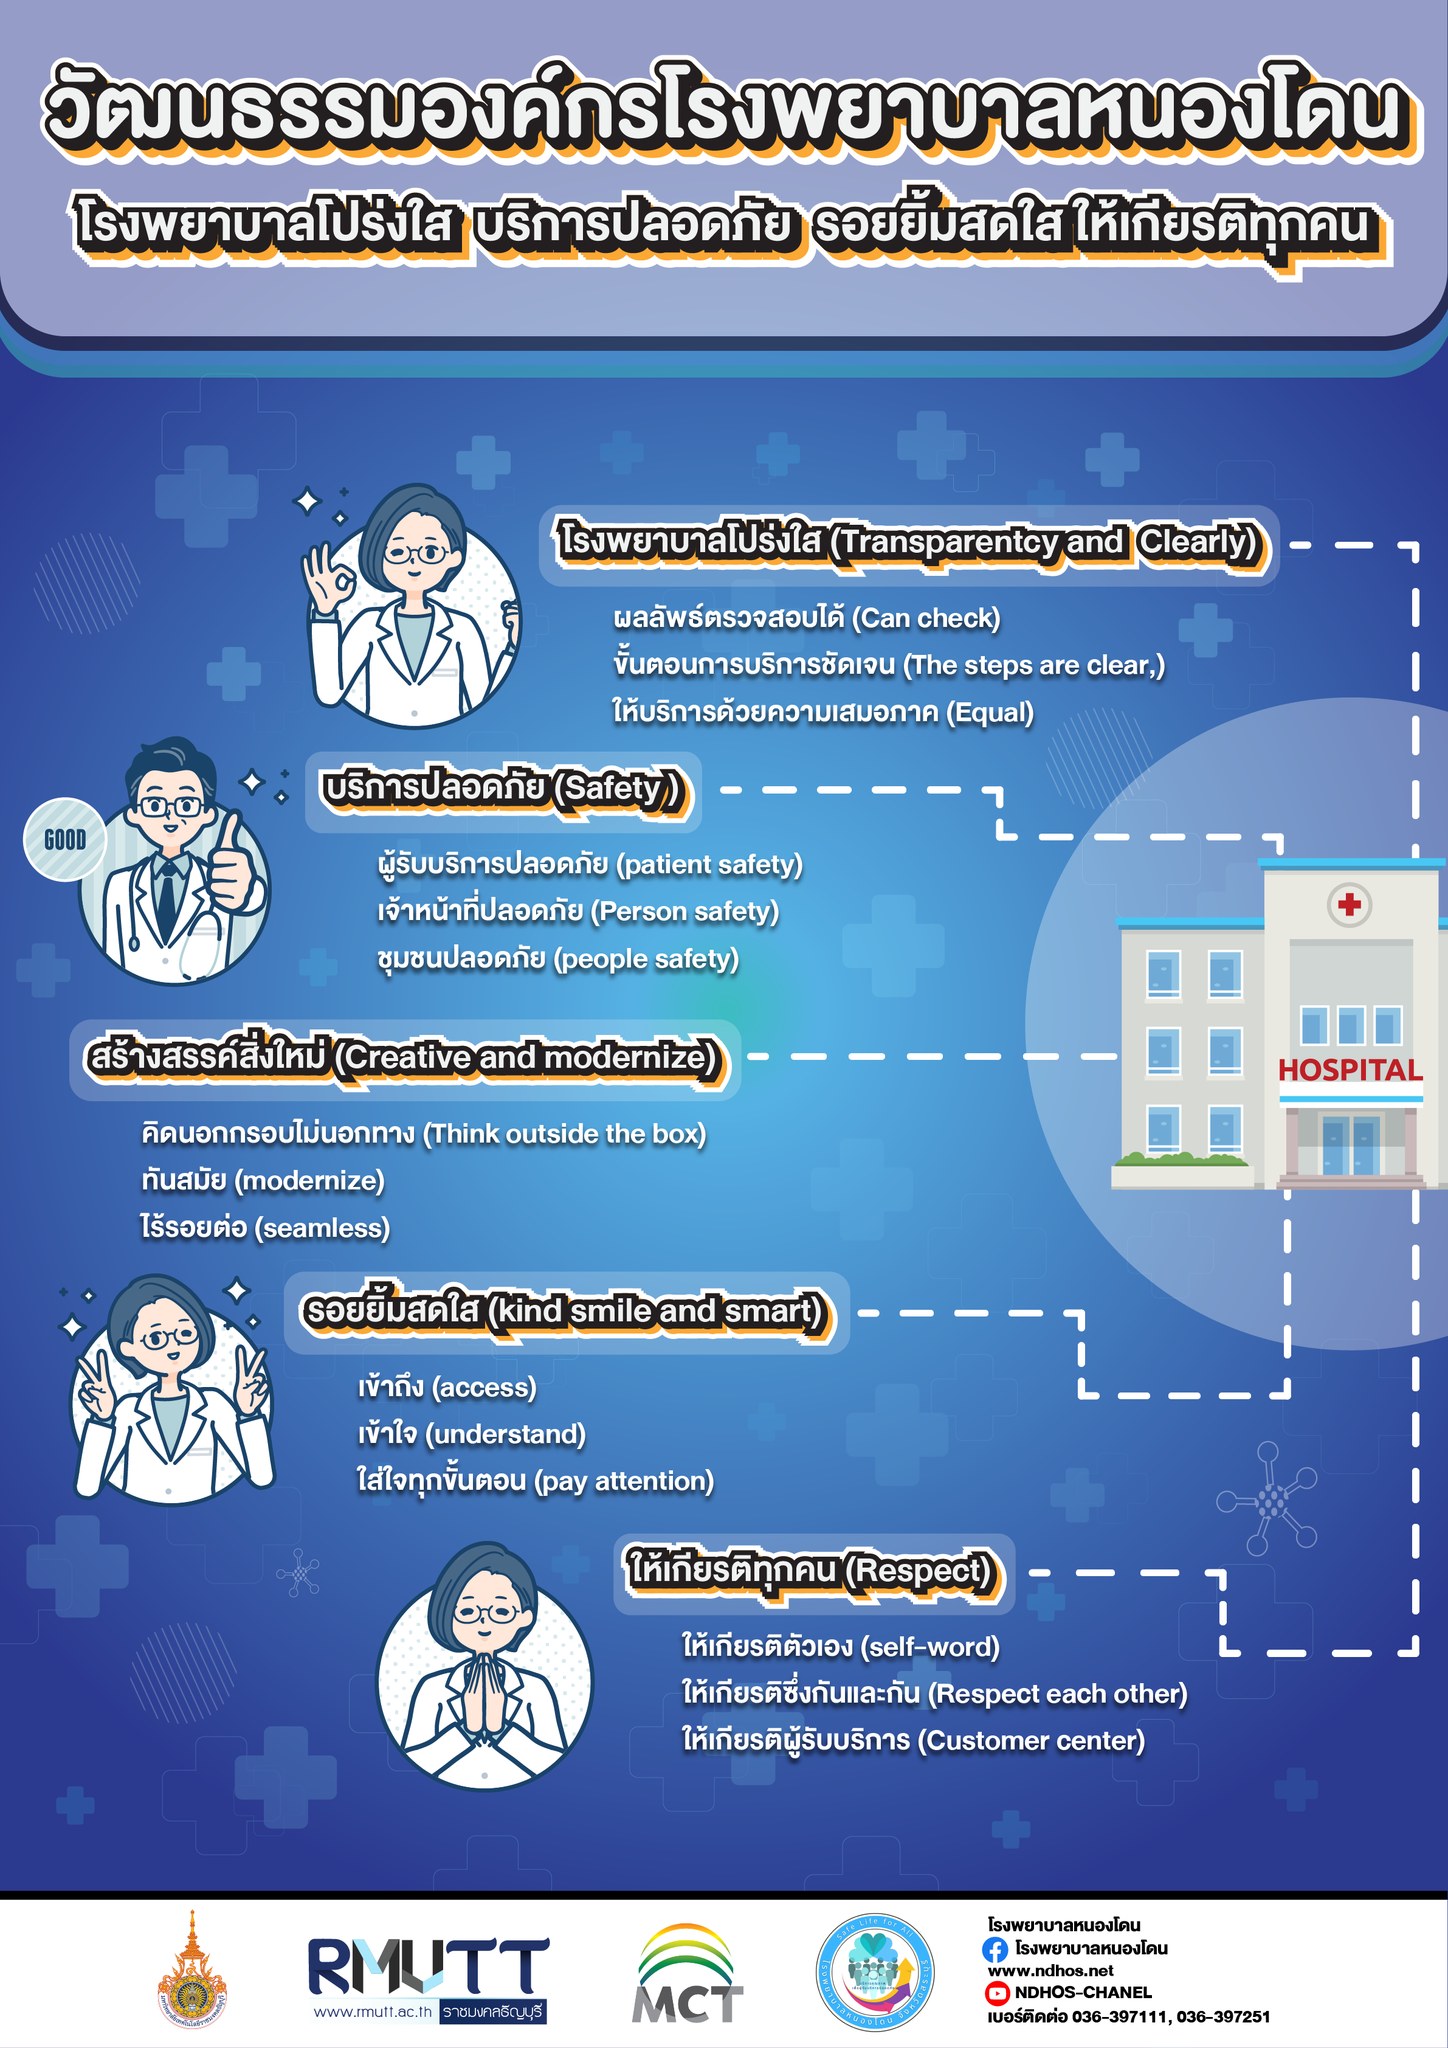 วัฒนธรรมองค์กรโรงพยาบาลหนองโดน
โรงพยาบาลโปร่งใส บริการปลอดภัย รอยยิ้มสดใส ให้เกียรติทุกคน
โรงพยาบาลโปร่งใส (Transparentcy and Clearly)
ผลลัพธ์ตรวจสอบได้ (Can check)
ขั้นตอนการบริการชัดเจน (The steps are clear,)
ให้บริการด้วยความเสมอภาค (Equal)
GOOD
บริการปลอดภัย (Safety )
ผู้รับบริการปลอดภัย (patient safety)
เจ้าหน้าที่ปลอดภัย (Person safety)
ชุมชนปลอดภัย (people safety)
สร้างสรรค์สิ่งใหม่ (Creative and modernize)
คิดนอกกรอบไม่นอกทาง (Think outside the box)
ทันสมัย (modernize)
ไร้รอยต่อ (seamless)
HOSPITAL
รอยยิ้มสดใส (kind smile and smart)
เข้าถึง (access)
เข้าใจ (understand)
ใส่ใจทุกขั้นตอน (pay attention)
ให้เกียรติทุกคน (Respect)
ให้เกียรติตัวเอง (self-word)
ให้เกียรติซึ่งกันและกัน (Respect each other)
ให้เกียรติผู้รับบริการ (Customer center)
RMUTT
www.rmutt.ac.th ราชมงคลธัญบุรี
MCT
Safe Life for All
โรงพยาบาลหนองโดน
โรงพยาบาลหนองโดน
www.ndhos.net
NDHOS-CHANEL
เบอร์ติดต่อ 036-397111, 036-397251